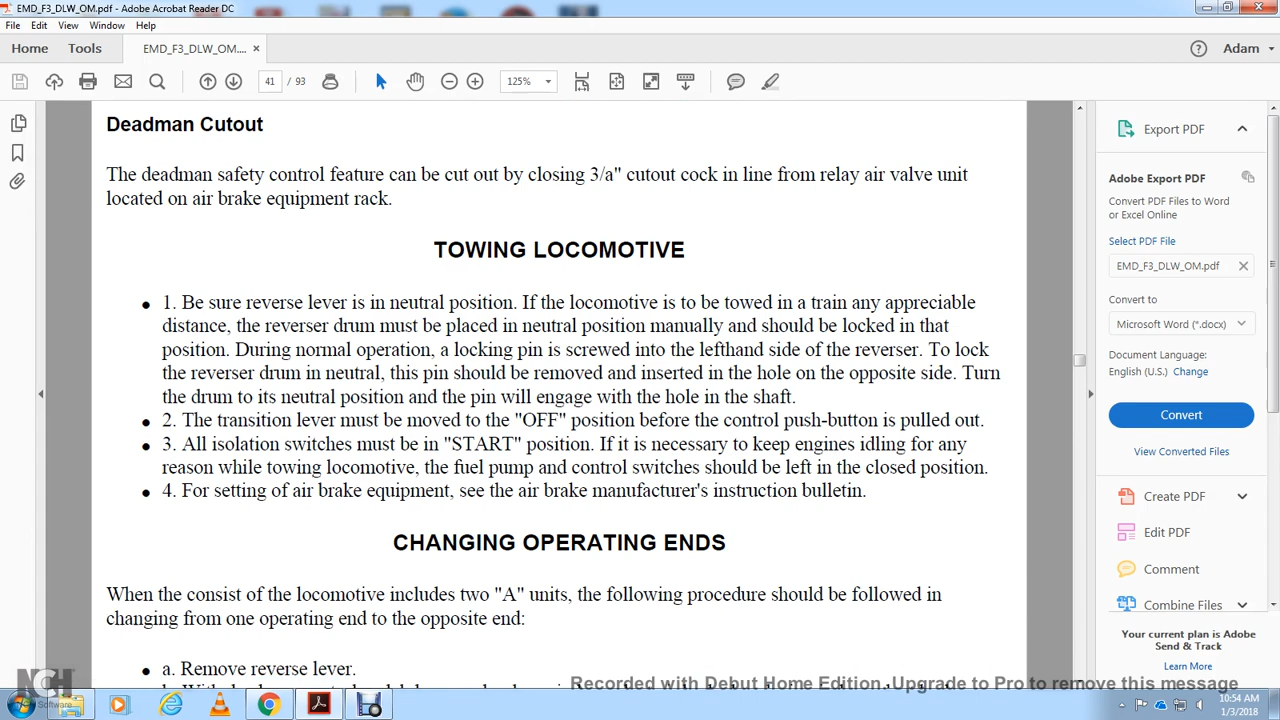 EMD_F3_DLW_OM.pdf - Adobe Acrobat Reader DC
File Edit View Window Help
Home Tools EMD_F3_DLW_OM.... × Adam
41 / 93 125%
Deadman Cutout
The deadman safety control feature can be cut out by closing 3/a" cutout cock in line from relay air valve unit
located on air brake equipment rack.
TOWING LOCOMOTIVE
1. Be sure reverse lever is in neutral position. If the locomotive is to be towed in a train any appreciable
distance, the reverser drum must be placed in neutral position manually and should be locked in that
position. During normal operation, a locking pin is screwed into the lefthand side of the reverser. To lock
the reverser drum in neutral, this pin should be removed and inserted in the hole on the opposite side. Turn
the drum to its neutral position and the pin will engage with the hole in the shaft.
2. The transition lever must be moved to the "OFF" position before the control push-button is pulled out.
3. All isolation switches must be in "START" position. If it is necessary to keep engines idling for any
reason while towing locomotive, the fuel pump and control switches should be left in the closed position.
4. For setting of air brake equipment, see the air brake manufacturer's instruction bulletin.
CHANGING OPERATING ENDS
When the consist of the locomotive includes two "A" units, the following procedure should be followed in
changing from one operating end to the opposite end:
a. Remove reverse lever.
Export PDF
Adobe Export PDF
Convert PDF Files to Word
or Excel Online
Select PDF File
EMD_F3_DLW_OM.pdf
Convert to
Microsoft Word (*.docx)
Document Language:
English (U.S.) Change
Convert
View Converted Files
Create PDF
Edit PDF
Comment
Combine Files
Your current plan is Adobe
Send & Track
Learn More
NCH
Software
Recorded with Debut Home Edition. Upgrade to Pro to remove this message
10:54 AM
1/3/2018